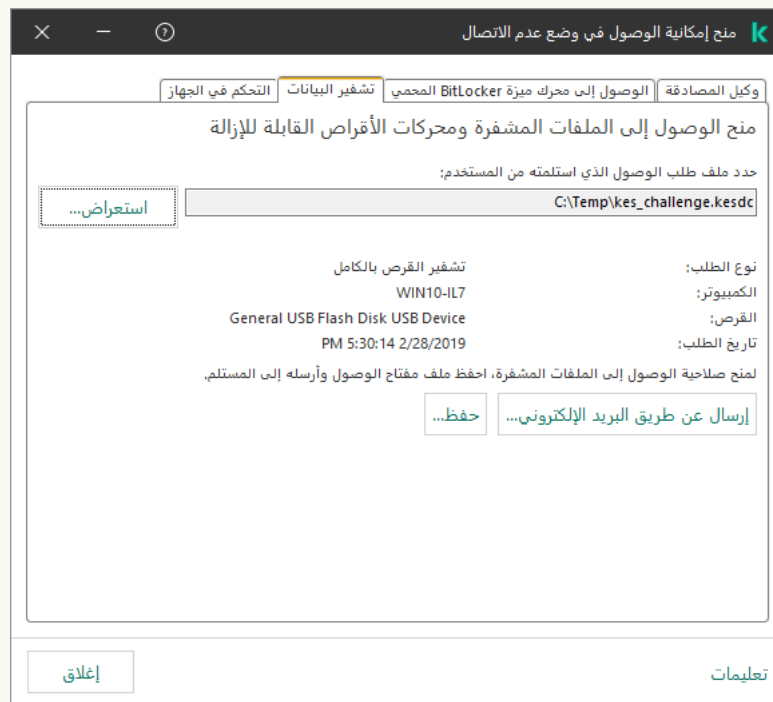 منح إمكانية الوصول في وضع عدم الاتصال
وكيل المصادقة الوصول إلى محرك ميزة BitLocker المحمي تشفير البيانات التحكم في الجهاز
منح الوصول إلى الملفات المشفرة ومحركات الأقراص القابلة للإزالة
حدد ملف طلب الوصول الذي استلمته من المستخدم:
C:\Temp\kes_challenge.kesdc استعراض...
نوع الطلب: تشفير القرص بالكامل
الكمبيوتر: WIN10-IL7
القرص: General USB Flash Disk USB Device
تاريخ الطلب: PM 5:30:14 2/28/2019
لمنح صلاحية الوصول إلى الملفات المشفرة، احفظ ملف مفتاح الوصول وأرسله إلى المستلم.
إرسال عن طريق البريد الإلكتروني... حفظ...
تعليمات إغلاق